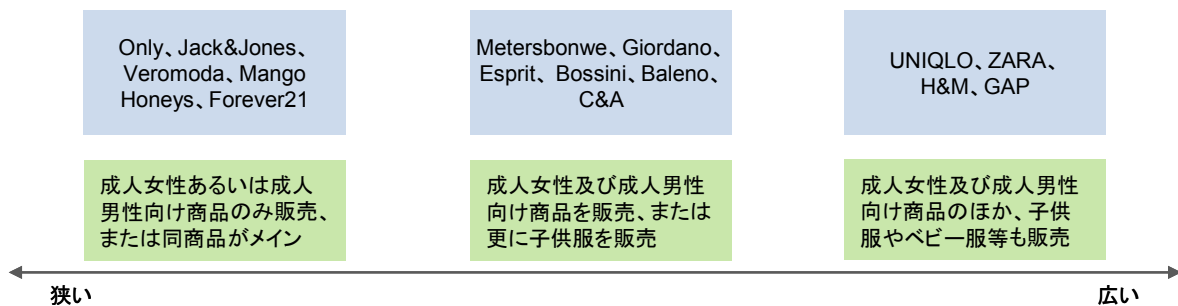 Only、Jack&Jones、
Veromoda、Mango
Honeys、Forever21
Metersbonwe、Giordano、
Esprit、Bossini、Baleno、
C&A
UNIQLO、ZARA、
H&M、GAP
成人女性あるいは成人
男性向け商品のみ販売、
または同商品がメイン
成人女性及び成人男性
向け商品を販売、または
更に子供服を販売
成人女性及び成人男性
向け商品のほか、子供
服やベビー服等も販売
狭い
広い